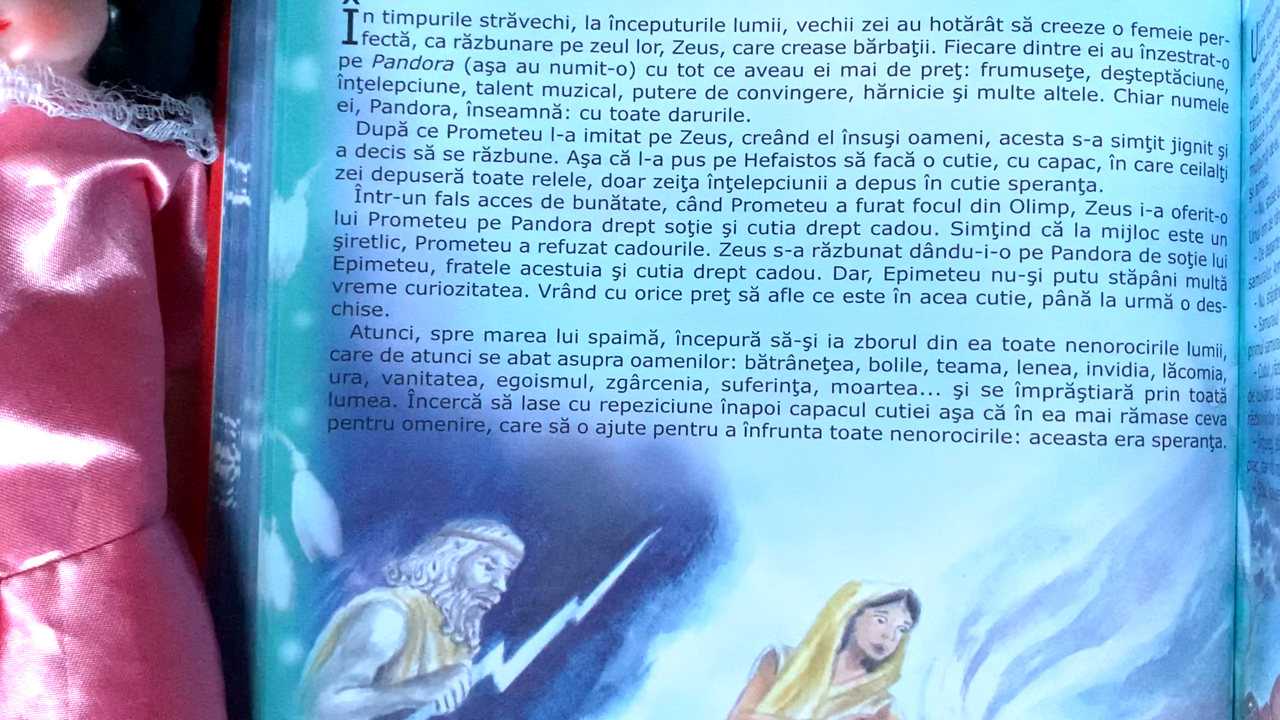 În timpurile străvechi, la începuturile lumii, vechii zei au hotărât să creeze o femeie per-
fectă, ca răzbunare pe zeul lor, Zeus, care crease bărbaţii. Fiecare dintre ei au înzestrat-o
pe Pandora (aşa au numit-o) cu tot ce aveau ei mai de preţ: frumuseţe, deşteptăciune,
înţelepciune, talent muzical, putere de convingere, hărnicie şi multe altele. Chiar numele
ei, Pandora, înseamnă: cu toate darurile.
După ce Prometeu l-a imitat pe Zeus, creând el însuşi oameni, acesta s-a simţit jignit şi
a decis să se răzbune. Aşa că l-a pus pe Hefaistos să facă o cutie, cu capac, în care ceilalţi
zei depuseră toate relele, doar zeiţa înţelepciunii a depus în cutie speranţa.
Într-un fals acces de bunătate, când Prometeu a furat focul din Olimp, Zeus i-a oferit-o
lui Prometeu pe Pandora drept soţie şi cutia drept cadou. Simţind că la mijloc este un
şiretlic, Prometeu a refuzat cadourile. Zeus s-a răzbunat dându-i-o pe Pandora de soţie lui
Epimeteu, fratele acestuia şi cutia drept cadou. Dar, Epimeteu nu-şi putu stăpâni multă
vreme curiozitatea. Vrând cu orice preţ să afle ce este în acea cutie, până la urmă o des-
chise.
Atunci, spre marea lui spaimă, începură să-şi ia zborul din ea toate nenorocirile lumii,
care de atunci se abat asupra oamenilor: bătrâneţea, bolile, teama, lenea, invidia, lăcomia,
ura, vanitatea, egoismul, zgârcenia, suferinţa, moartea... şi se împrăştiară prin toată
lumea. Încercă să lase cu repeziciune înapoi capacul cutiei aşa că în ea mai rămase ceva
pentru omenire, care să o ajute pentru a înfrunta toate nenorocirile: aceasta era speranţa.